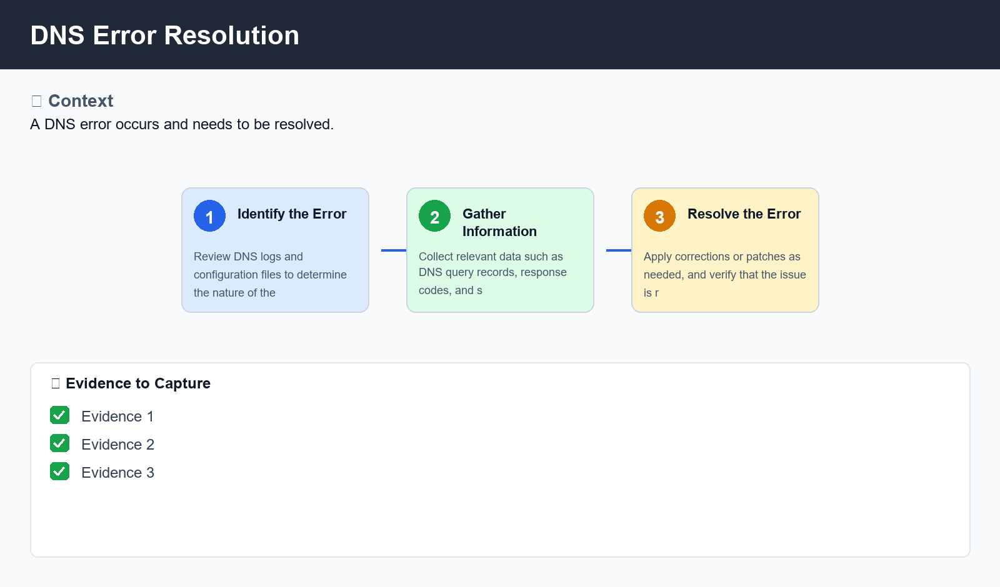 DNS Error Resolution
Context
A DNS error occurs and needs to be resolved.
1
Identify the Error
Review DNS logs and
configuration files to determine
the nature of the
2
Gather
Information
Collect relevant data such as
DNS query records, response
codes, and s
3
Resolve the Error
Apply corrections or patches as
needed, and verify that the issue
is r
Evidence to Capture
Evidence 1
Evidence 2
Evidence 3